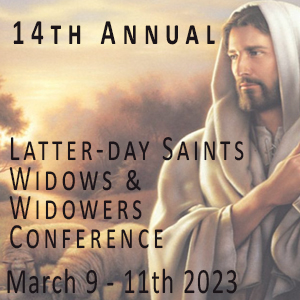 14th Annual
Latter-day Saints
Widows &
Widowers
Conference
March 9 - 11th 2023